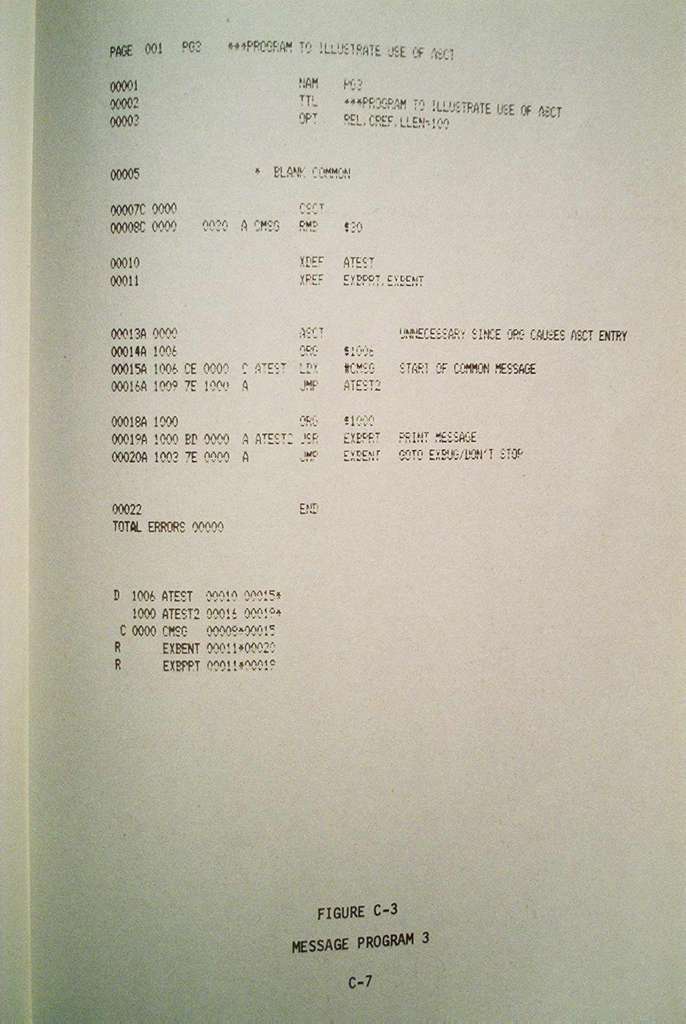 PAGE 001 PG3 ***PROGRAM TO ILLUSTRATE USE OF ASCT
00001 NAM PG3
00002 TTL ***PROGRAM TO ILLUSTRATE USE OF ASCT
00003 OPT REL,CREF,LLEN=100
00005 * BLANK COMMON
00007C 0000 CSCT
00008C 0000 0020 A CMSG RMB $20
00010 XDEF ATEST
00011 XREF EXBPRT,EXBENT
00013A 0000 ASCT UNNECESSARY SINCE ORG CAUSES ASCT ENTRY
00014A 1006 ORG $1006
00015A 1006 CE 0000 C ATEST LDX #CMSG START OF COMMON MESSAGE
00016A 1009 7E 1000 A JMP ATEST2
00018A 1000 ORG $1000
00019A 1000 BD 0000 A ATEST2 JSR EXBPRT PRINT MESSAGE
00020A 1003 7E 0000 A JMP EXBENT GOTO EXBUG/DON'T STOP
00022 END
TOTAL ERRORS 00000
D 1006 ATEST 00010 00015*
1000 ATEST2 00016 00019*
C 0000 CMSG 00008*00015
R EXBENT 00011*00020
R EXBPRT 00011*00019
FIGURE C-3
MESSAGE PROGRAM 3
C-7